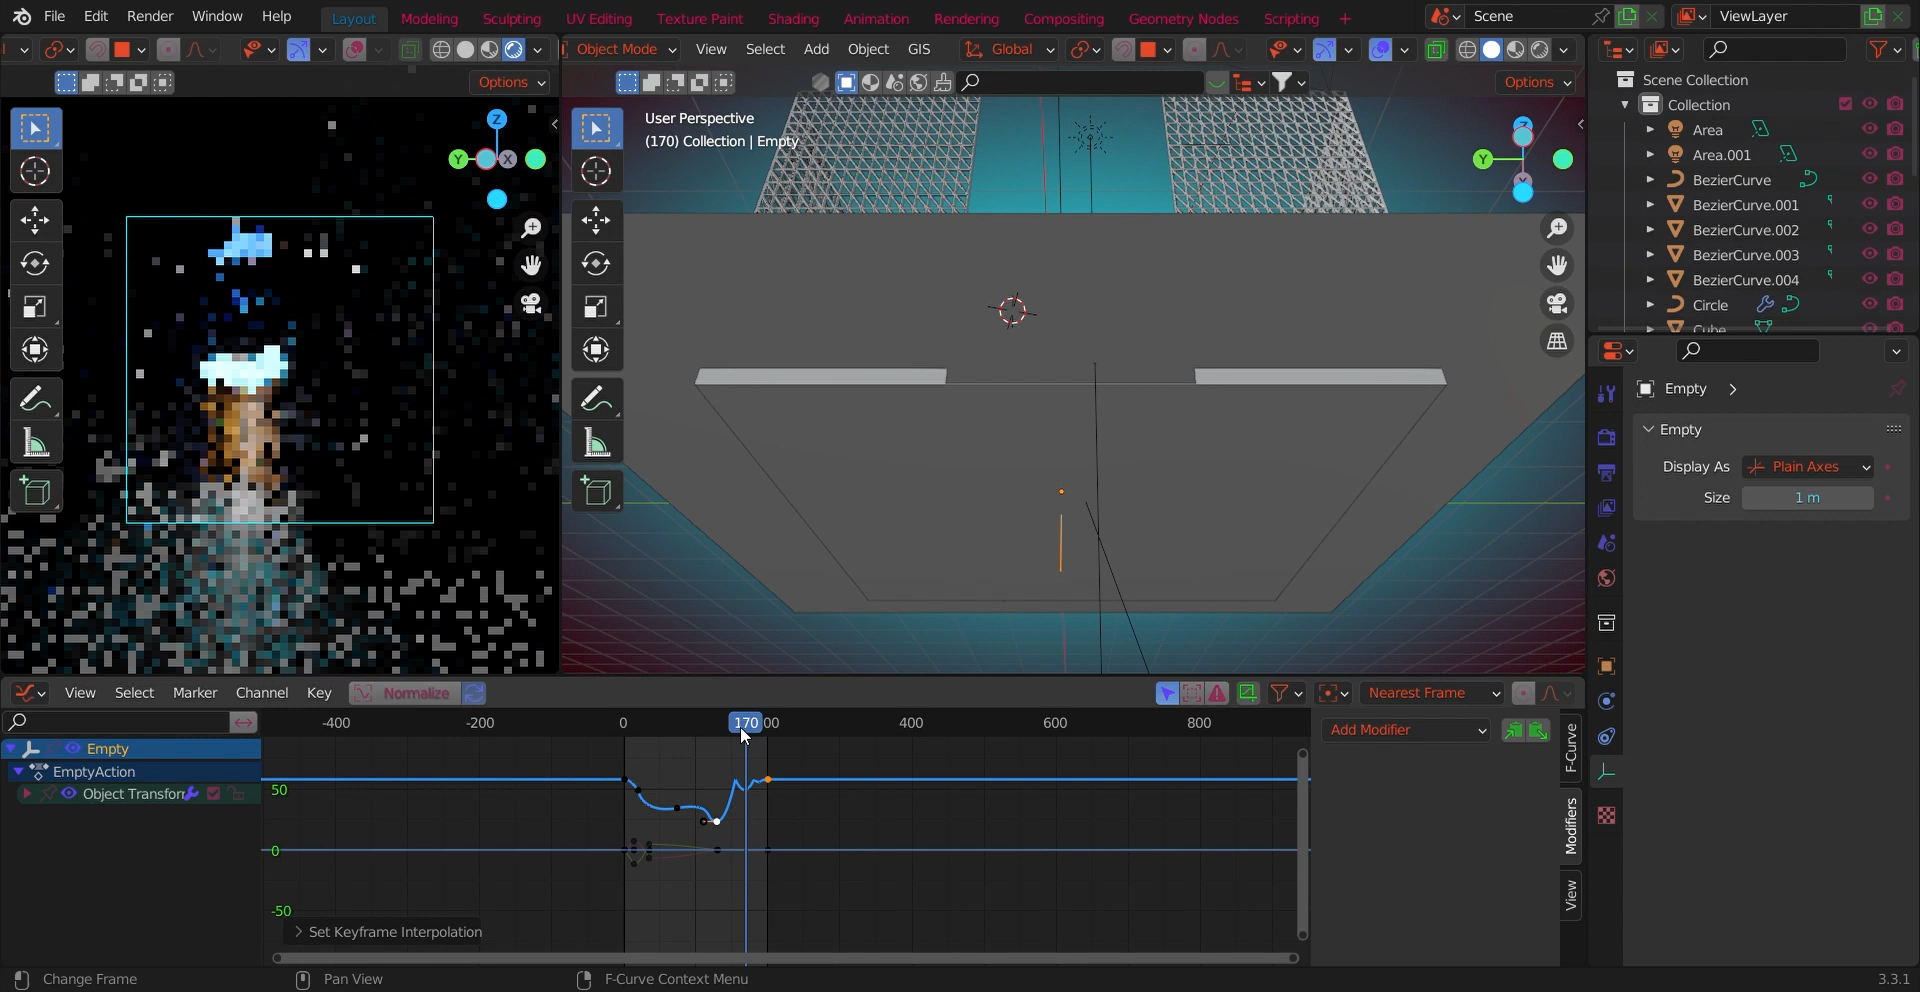 File Edit Render Window Help Layout Modeling Sculpting UV Editing Texture Paint Shading Animation Rendering Compositing Geometry Nodes Scripting + Scene ViewLayer
Object Mode View Select Add Object GIS Global
Options Options
User Perspective
(170) Collection | Empty
Z
Y X
Y
Scene Collection
Collection
Area
Area.001
BezierCurve
BezierCurve.001
BezierCurve.002
BezierCurve.003
BezierCurve.004
Circle
Cube
Empty
Empty
Display As Plain Axes
Size 1 m
View Select Marker Channel Key Normalize Nearest Frame
-400 -200 0 170 00 400 600 800
Empty
EmptyAction
Object Transfor
50
0
-50
Set Keyframe Interpolation
Add Modifier
F-Curve
Modifiers
View
Change Frame Pan View F-Curve Context Menu 3.3.1